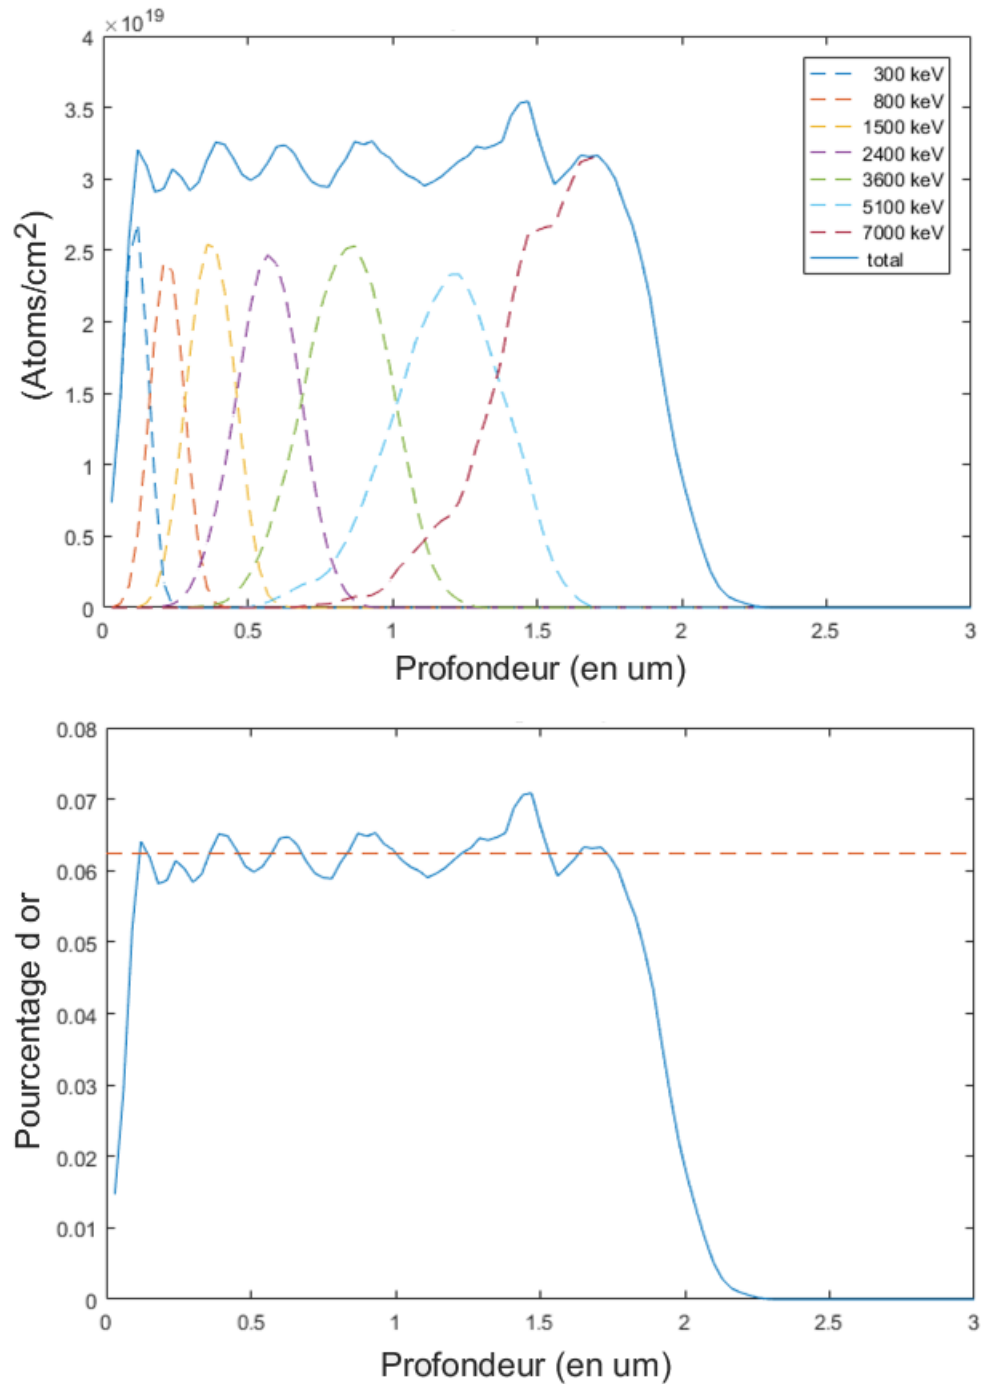 ×10^19
4
3.5
3
2.5
2
1.5
1
0.5
0
(Atoms/cm²)
300 keV
800 keV
1500 keV
2400 keV
3600 keV
5100 keV
7000 keV
total
0 0.5 1 1.5 2 2.5 3
Profondeur (en um)
0.08
0.07
0.06
0.05
0.04
0.03
0.02
0.01
0
Pourcentage d or
0 0.5 1 1.5 2 2.5 3
Profondeur (en um)